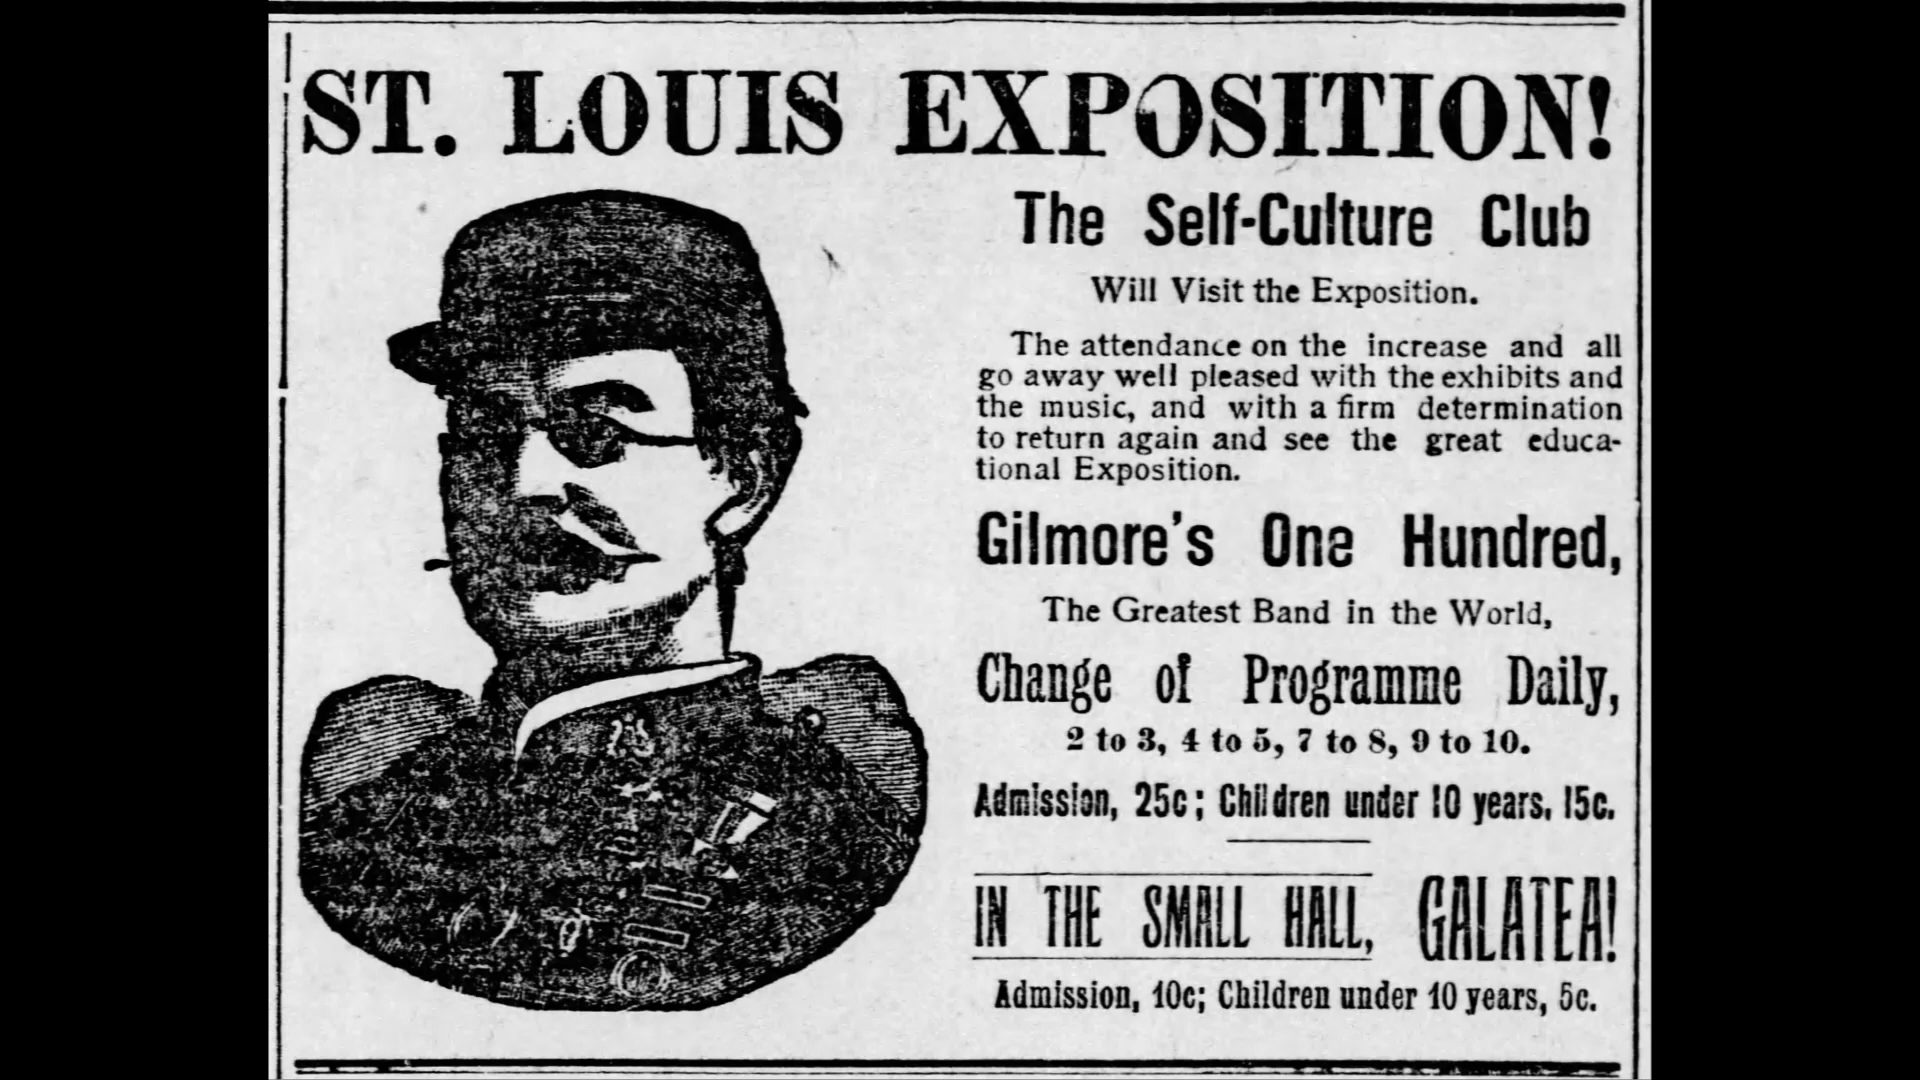 ST. LOUIS EXPOSITION!
The Self-Culture Club
Will Visit the Exposition.
The attendance on the increase and all
go away well pleased with the exhibits and
the music, and with a firm determination
to return again and see the great educa-
tional Exposition.
Gilmore's One Hundred,
The Greatest Band in the World,
Change of Programme Daily,
2 to 3, 4 to 5, 7 to 8, 9 to 10.
Admission, 25c; Children under 10 years, 15c.
IN THE SMALL HALL, GALATEA!
Admission, 10c; Children under 10 years, 5c.